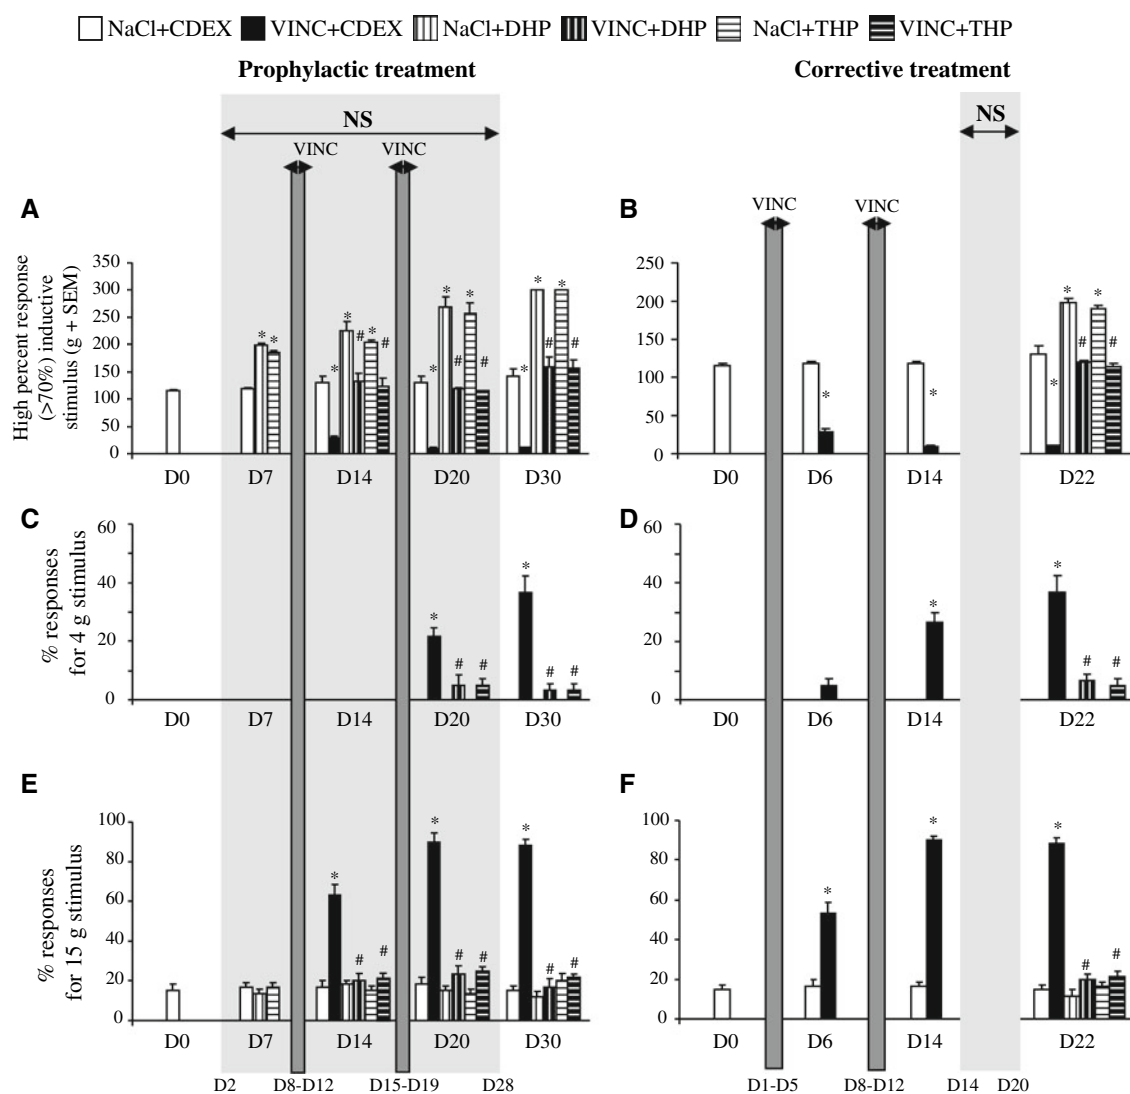 NaCl+CDEX VINC+CDEX NaCl+DHP VINC+DHP NaCl+THP VINC+THP
Prophylactic treatment
Corrective treatment
NS
NS
VINC VINC
VINC VINC
A
High percent response
(>70%) inductive
stimulus (g + SEM)
350
300
250
200
150
100
50
0
* * * * * # * # * * # * # * * * # * #
D0 D7 D14 D20 D30
B
250
200
150
100
50
0
* * * * # * #
D0 D6 D14 D22
C
% responses
for 4 g stimulus
60
40
20
0
* # # * # #
D0 D7 D14 D20 D30
D
60
40
20
0
* * # #
D0 D6 D14 D22
E
% responses
for 15 g stimulus
100
80
60
40
20
0
* # # * # # * # #
D0 D7 D14 D20 D30
F
100
80
60
40
20
0
* * * # #
D0 D6 D14 D22
D2 D8-D12 D15-D19 D28
D1-D5 D8-D12 D14 D20